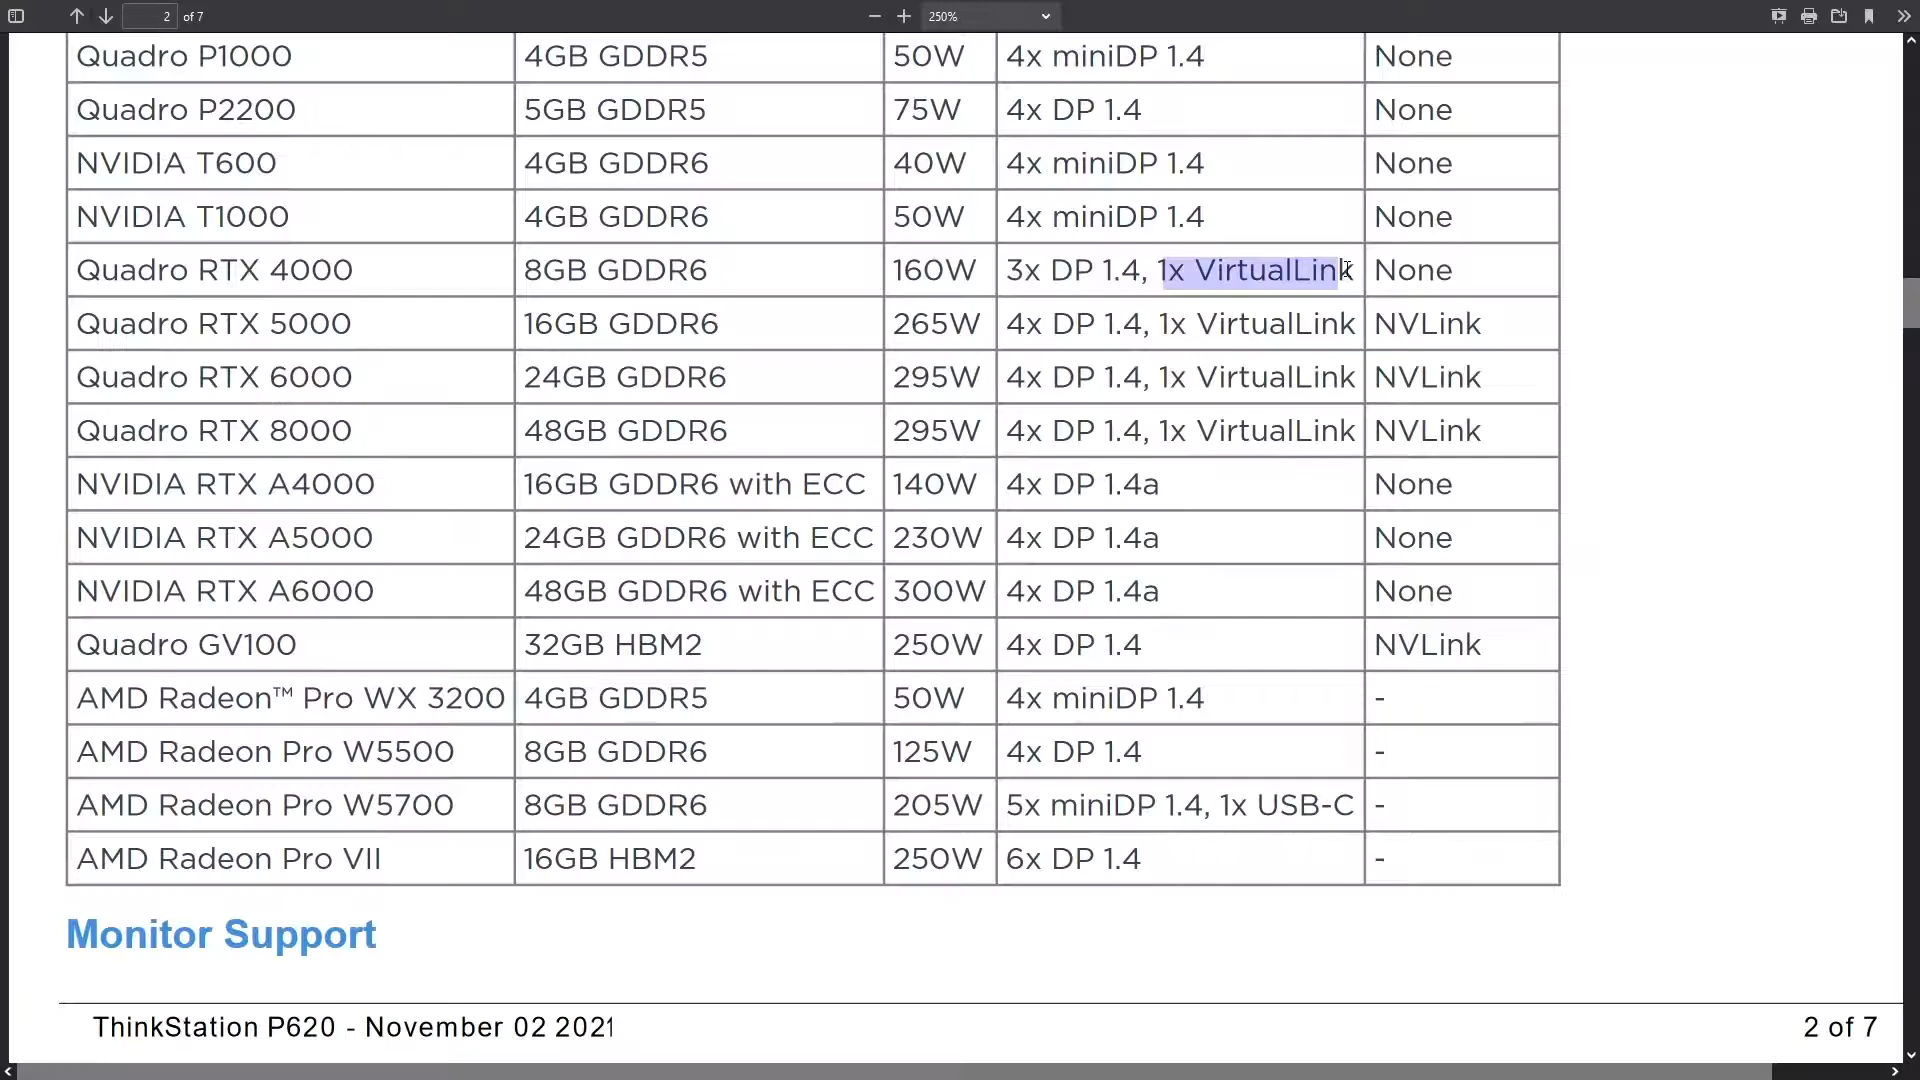 2 of 7 250%
Quadro P1000 4GB GDDR5 50W 4x miniDP 1.4 None
Quadro P2200 5GB GDDR5 75W 4x DP 1.4 None
NVIDIA T600 4GB GDDR6 40W 4x miniDP 1.4 None
NVIDIA T1000 4GB GDDR6 50W 4x miniDP 1.4 None
Quadro RTX 4000 8GB GDDR6 160W 3x DP 1.4, 1x VirtualLink None
Quadro RTX 5000 16GB GDDR6 265W 4x DP 1.4, 1x VirtualLink NVLink
Quadro RTX 6000 24GB GDDR6 295W 4x DP 1.4, 1x VirtualLink NVLink
Quadro RTX 8000 48GB GDDR6 295W 4x DP 1.4, 1x VirtualLink NVLink
NVIDIA RTX A4000 16GB GDDR6 with ECC 140W 4x DP 1.4a None
NVIDIA RTX A5000 24GB GDDR6 with ECC 230W 4x DP 1.4a None
NVIDIA RTX A6000 48GB GDDR6 with ECC 300W 4x DP 1.4a None
Quadro GV100 32GB HBM2 250W 4x DP 1.4 NVLink
AMD Radeon™ Pro WX 3200 4GB GDDR5 50W 4x miniDP 1.4 -
AMD Radeon Pro W5500 8GB GDDR6 125W 4x DP 1.4 -
AMD Radeon Pro W5700 8GB GDDR6 205W 5x miniDP 1.4, 1x USB-C -
AMD Radeon Pro VII 16GB HBM2 250W 6x DP 1.4 -
Monitor Support
ThinkStation P620 - November 02 2021 2 of 7